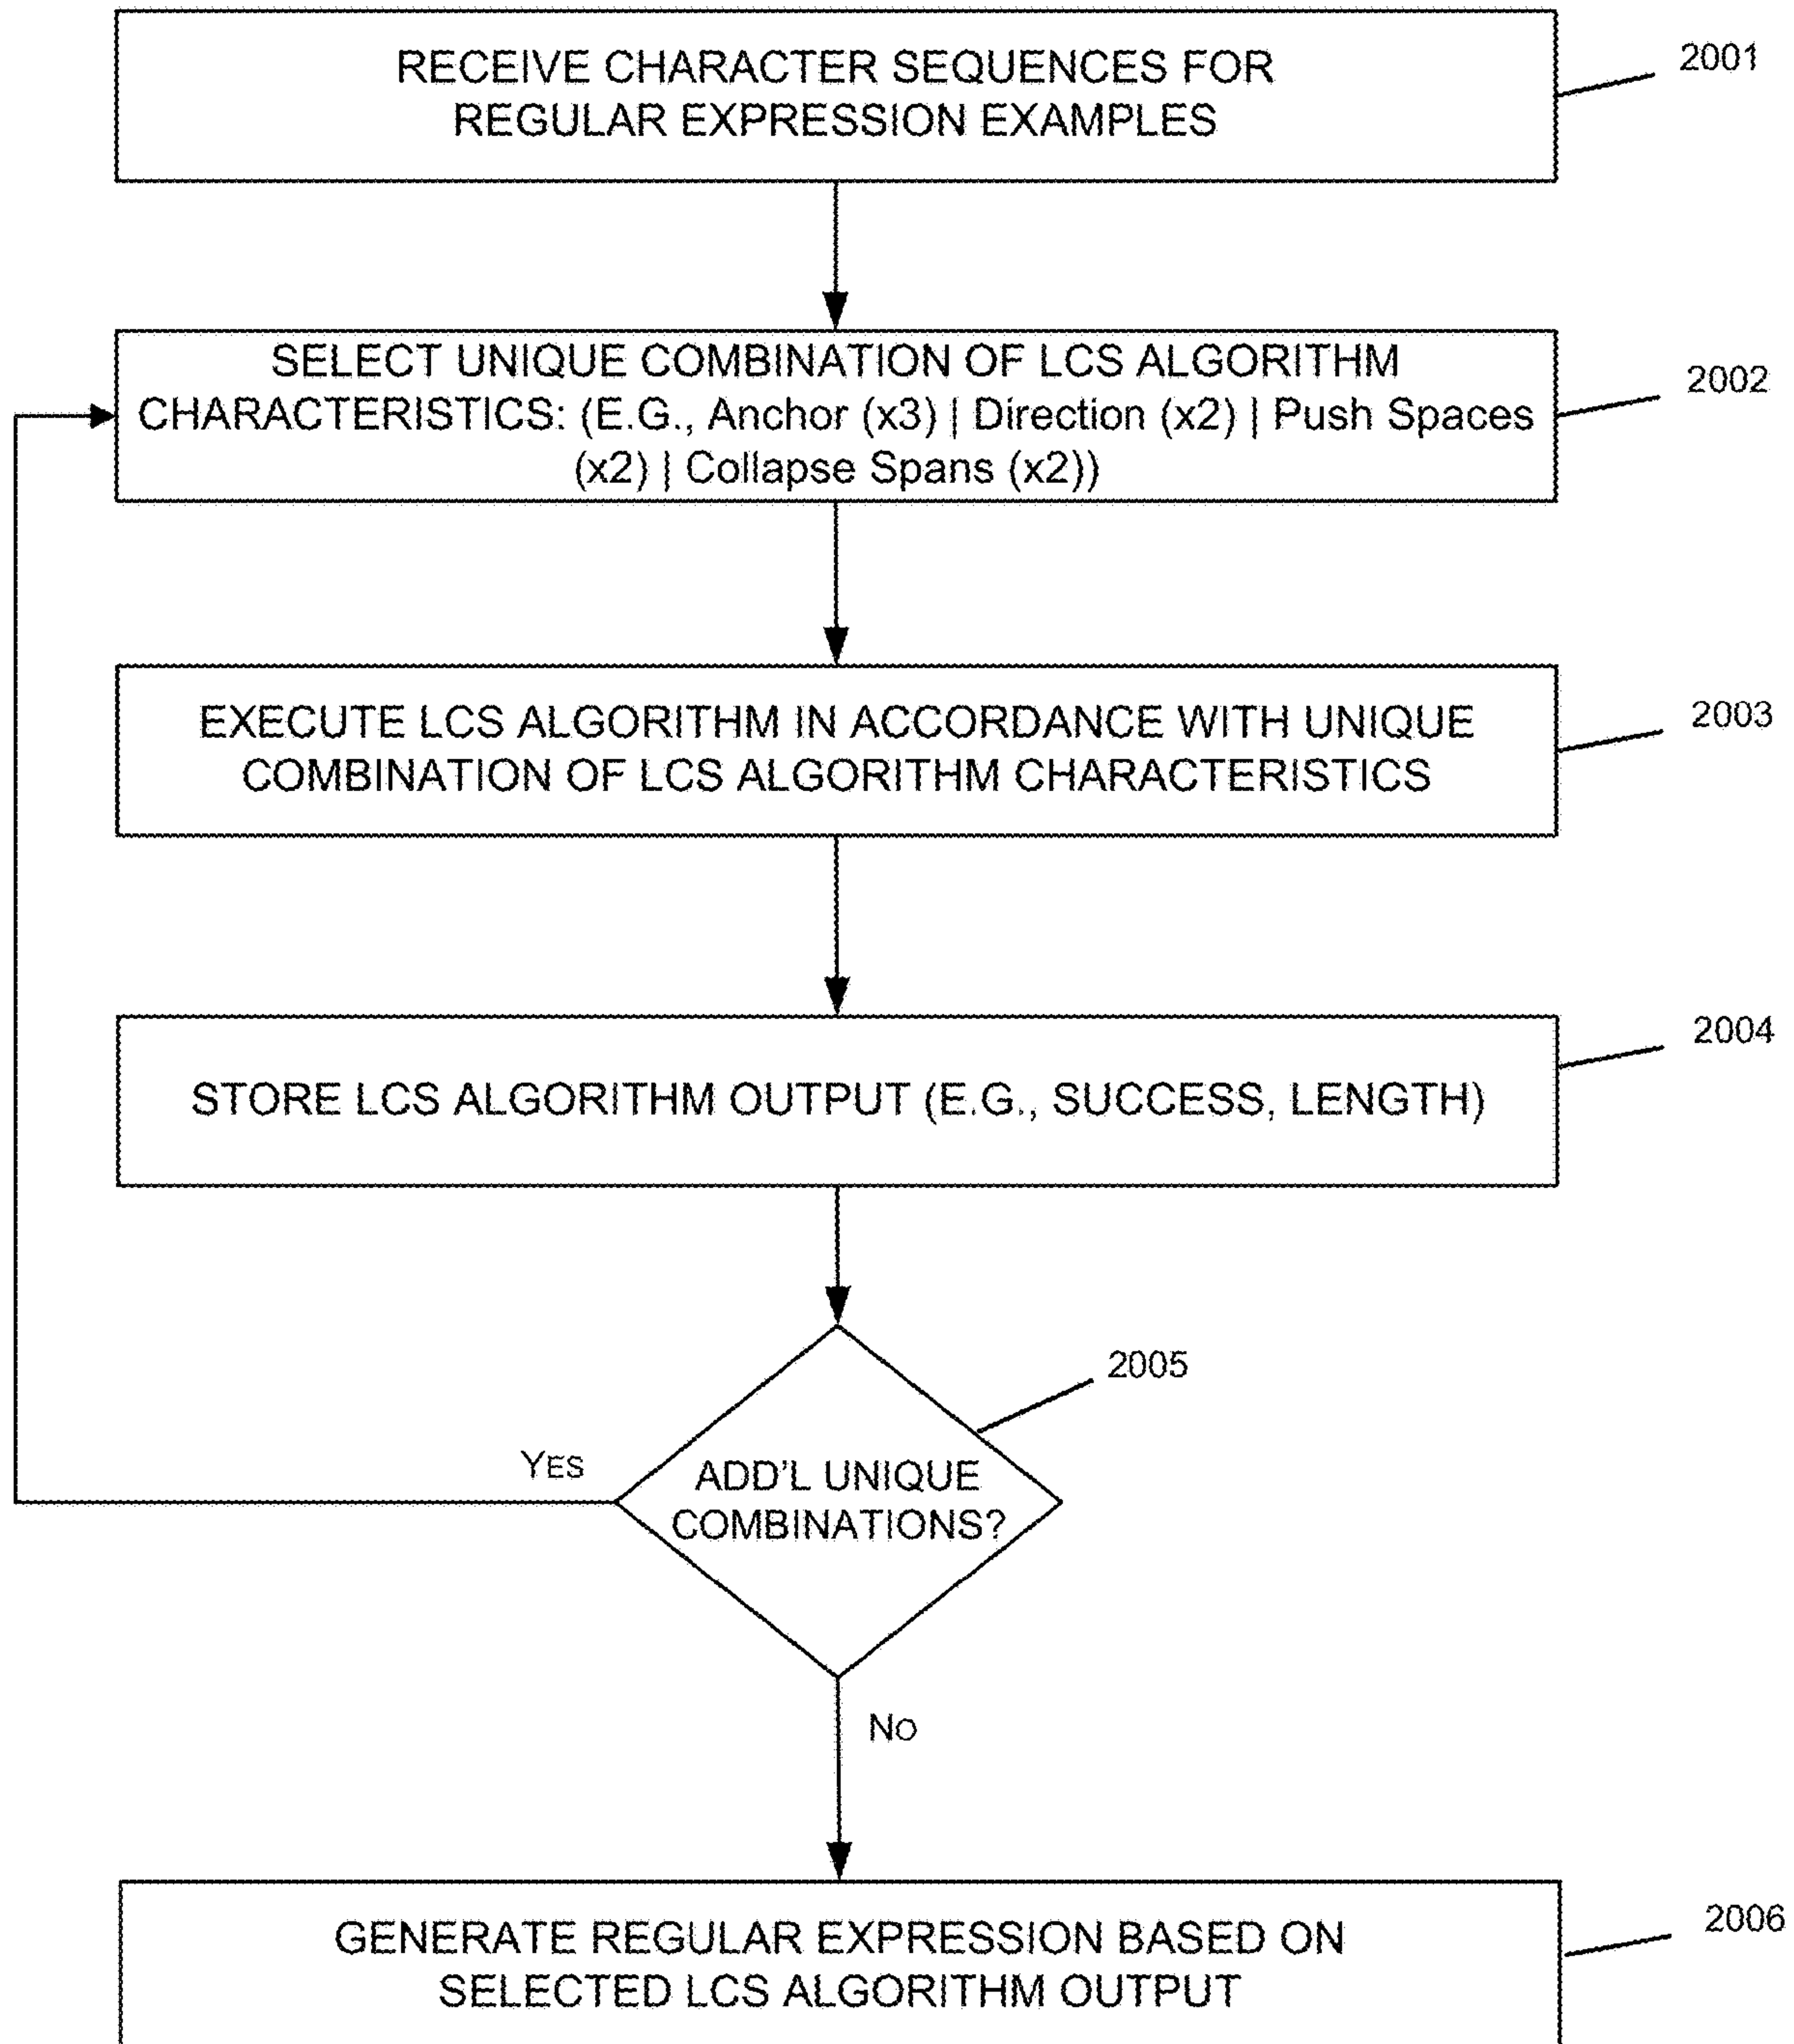 RECEIVE CHARACTER SEQUENCES FOR
REGULAR EXPRESSION EXAMPLES
2001
SELECT UNIQUE COMBINATION OF LCS ALGORITHM
CHARACTERISTICS: (E.G., Anchor (x3) | Direction (x2) | Push Spaces
(x2) | Collapse Spans (x2))
2002
EXECUTE LCS ALGORITHM IN ACCORDANCE WITH UNIQUE
COMBINATION OF LCS ALGORITHM CHARACTERISTICS
2003
STORE LCS ALGORITHM OUTPUT (E.G., SUCCESS, LENGTH)
2004
ADD'L UNIQUE
COMBINATIONS?
2005
YES
NO
GENERATE REGULAR EXPRESSION BASED ON
SELECTED LCS ALGORITHM OUTPUT
2006